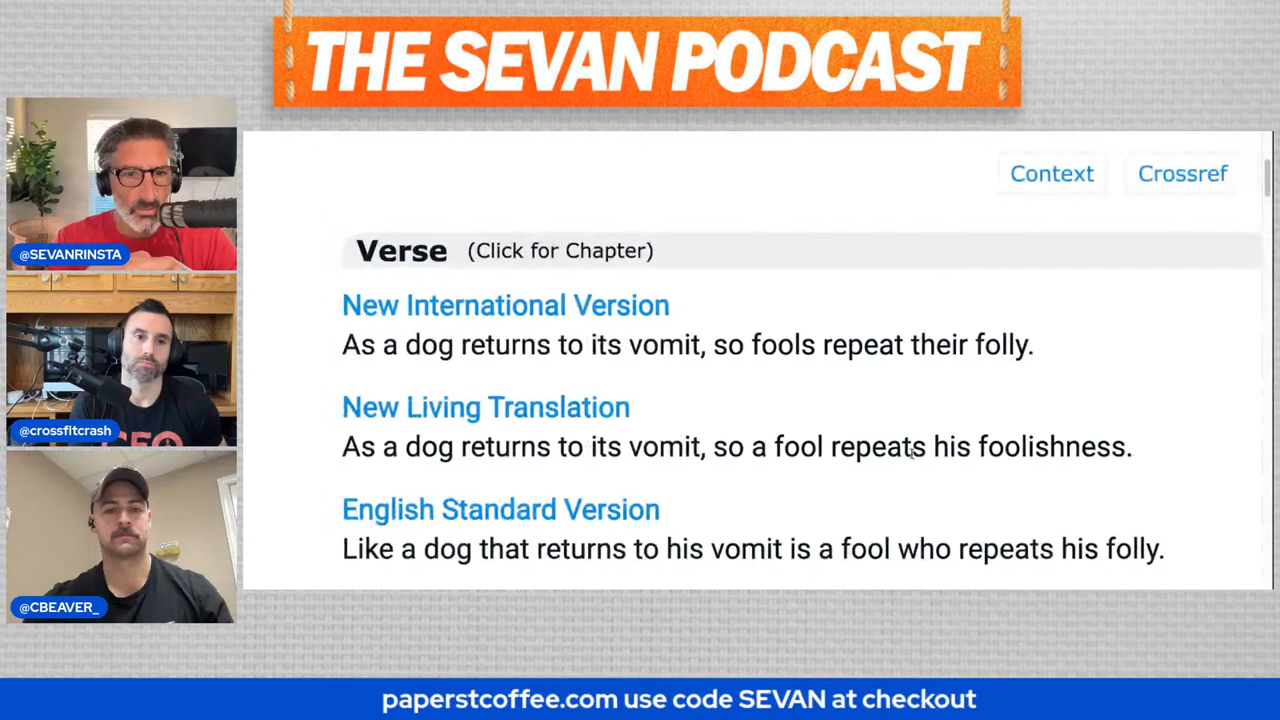 THE SEVAN PODCAST
@SEVANRINSTA
@crossfitcrash
CFO
@CBEAVER_
Context Crossref
Verse (Click for Chapter)
New International Version
As a dog returns to its vomit, so fools repeat their folly.
New Living Translation
As a dog returns to its vomit, so a fool repeats his foolishness.
English Standard Version
Like a dog that returns to his vomit is a fool who repeats his folly.
paperstcoffee.com use code SEVAN at checkout